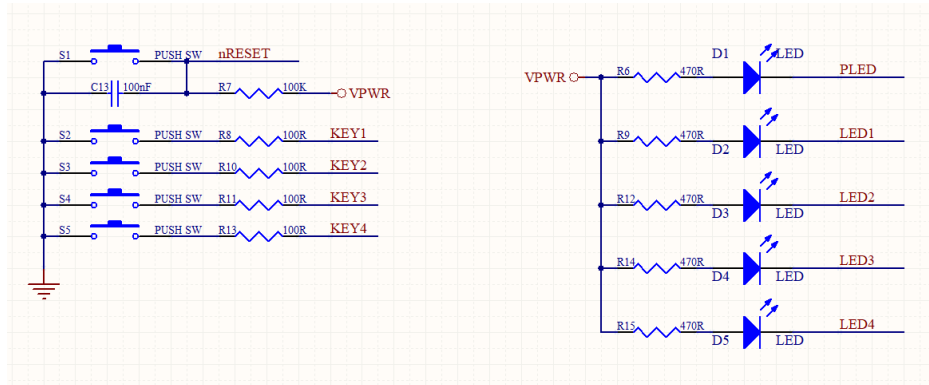 S1 PUSH SW nRESET
C13 100nF R7 100K VPWR
S2 PUSH SW R8 100R KEY1
S3 PUSH SW R10 100R KEY2
S4 PUSH SW R11 100R KEY3
S5 PUSH SW R13 100R KEY4
D1 LED
VPWR R6 470R PLED
R9 470R LED1
D2 LED
R12 470R LED2
D3 LED
R14 470R LED3
D4 LED
R15 470R LED4
D5 LED